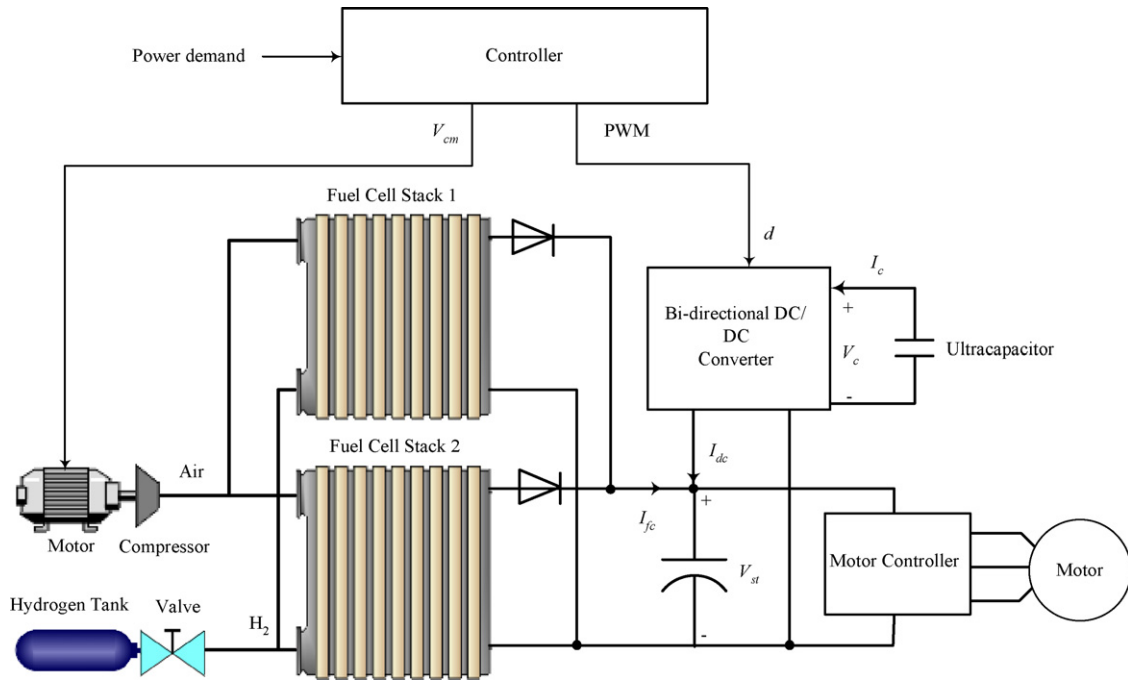 Controller
Power demand
V_cm
PWM
Fuel Cell Stack 1
d
I_c
+
Bi-directional DC/
DC
Converter
V_c
Ultracapacitor
-
Fuel Cell Stack 2
I_dc
Air
+
I_fc
Motor
Compressor
V_st
Motor Controller
Motor
Hydrogen Tank
Valve
H₂
-